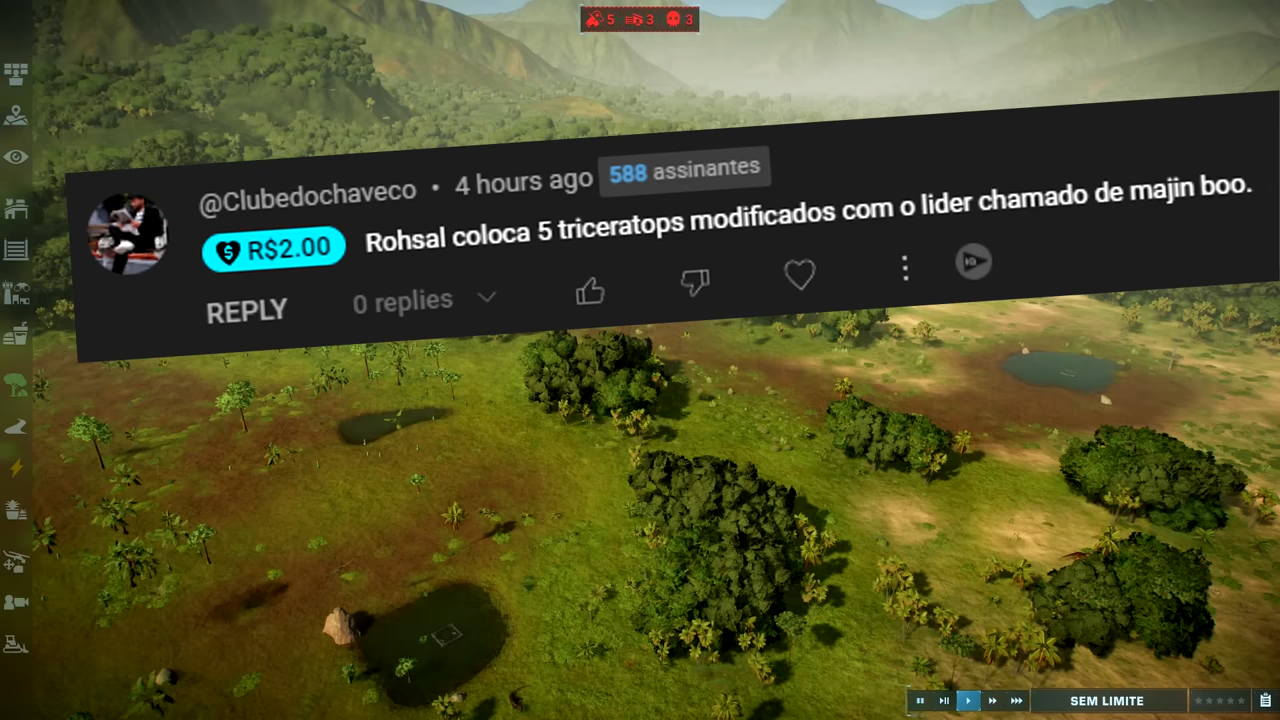 5 3 3
@Clubedochaveco • 4 hours ago 588 assinantes
R$2.00 Rohsal coloca 5 triceratops modificados com o lider chamado de majin boo.
REPLY 0 replies
SEM LIMITE